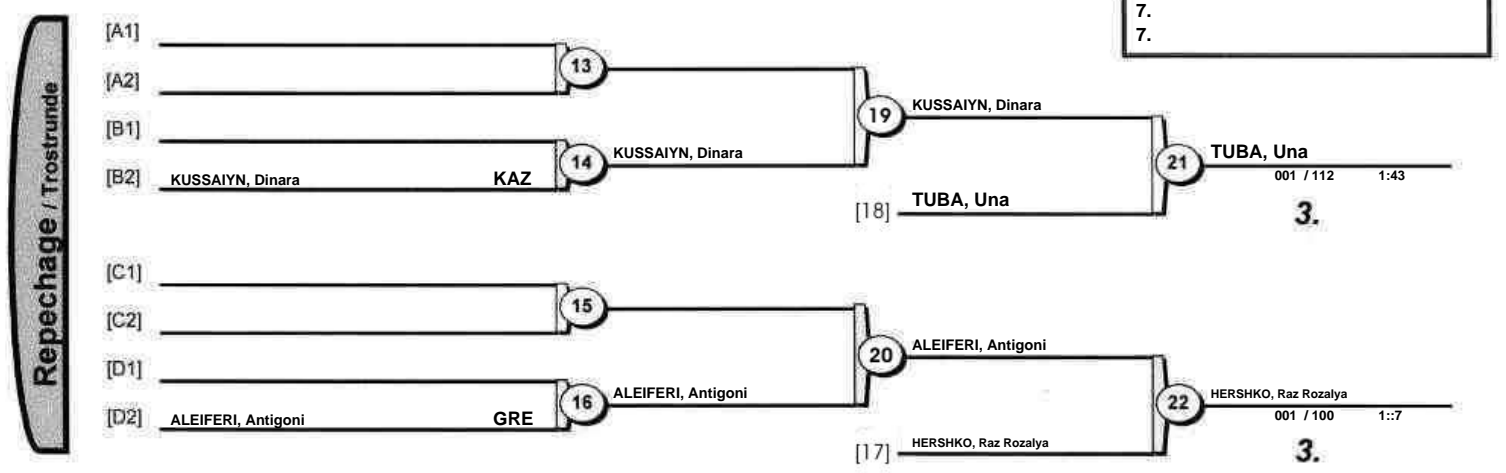 7.
7.
Repechage / Trostrunde
[A1]
13
[A2]
19
KUSSAIYN, Dinara
[B1]
14
KUSSAIYN, Dinara
21
TUBA, Una
[B2]
KUSSAIYN, Dinara KAZ
001 / 112 1:43
[18]
TUBA, Una
3.
[C1]
15
[C2]
20
ALEIFERI, Antigoni
[D1]
16
ALEIFERI, Antigoni
22
HERSHKO, Raz Rozalya
[D2]
ALEIFERI, Antigoni GRE
001 / 100 1::7
[17]
HERSHKO, Raz Rozalya
3.